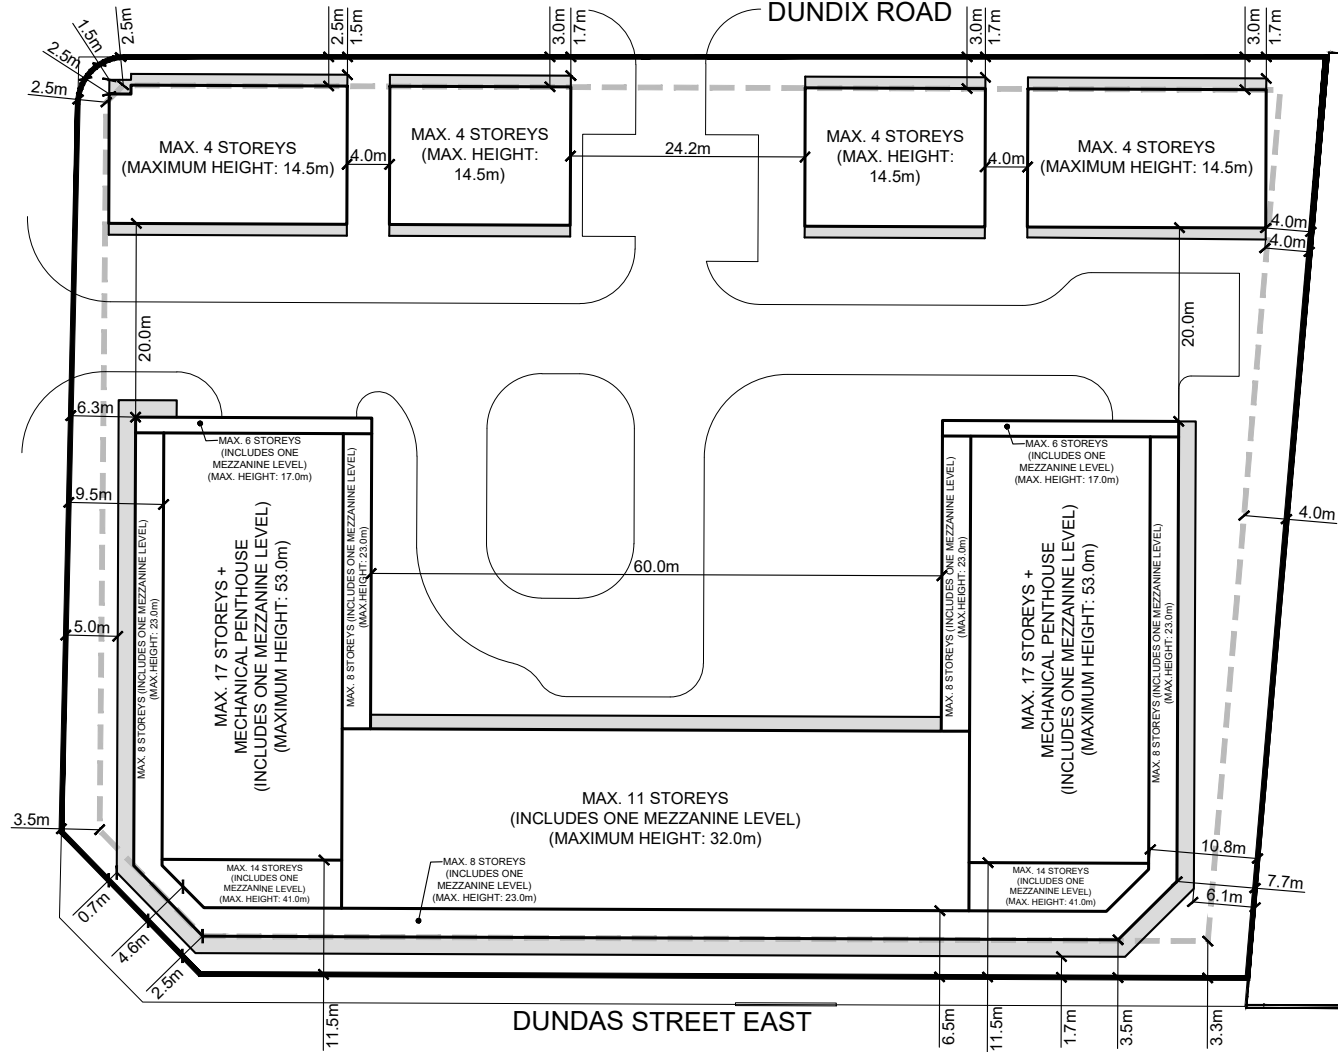 DUNDIX ROAD
2.5m
1.5m
2.5m
2.5m
2.5m
1.5m
3.0m
1.7m
3.0m
1.7m
3.0m
1.7m
MAX. 4 STOREYS
(MAXIMUM HEIGHT: 14.5m)
4.0m
MAX. 4 STOREYS
(MAX. HEIGHT:
14.5m)
24.2m
MAX. 4 STOREYS
(MAX. HEIGHT:
14.5m)
4.0m
MAX. 4 STOREYS
(MAXIMUM HEIGHT: 14.5m)
4.0m
4.0m
20.0m
20.0m
6.3m
MAX. 6 STOREYS
(INCLUDES ONE
MEZZANINE LEVEL)
(MAX. HEIGHT: 17.0m)
MAX. 6 STOREYS
(INCLUDES ONE
MEZZANINE LEVEL)
(MAX. HEIGHT: 17.0m)
9.5m
4.0m
MAX. 8 STOREYS (INCLUDES ONE MEZZANINE LEVEL)
(MAX.HEIGHT: 23.0m)
MAX. 17 STOREYS +
MECHANICAL PENTHOUSE
(INCLUDES ONE MEZZANINE LEVEL)
(MAXIMUM HEIGHT: 53.0m)
MAX. 8 STOREYS (INCLUDES ONE MEZZANINE LEVEL)
(MAX.HEIGHT: 23.0m)
60.0m
MAX. 8 STOREYS (INCLUDES ONE MEZZANINE LEVEL)
(MAX.HEIGHT: 23.0m)
MAX. 17 STOREYS +
MECHANICAL PENTHOUSE
(INCLUDES ONE MEZZANINE LEVEL)
(MAXIMUM HEIGHT: 53.0m)
MAX. 8 STOREYS (INCLUDES ONE MEZZANINE LEVEL)
(MAX.HEIGHT: 23.0m)
5.0m
MAX. 11 STOREYS
(INCLUDES ONE MEZZANINE LEVEL)
(MAXIMUM HEIGHT: 32.0m)
3.5m
10.8m
MAX. 14 STOREYS
(INCLUDES ONE
MEZZANINE LEVEL)
(MAX. HEIGHT: 41.0m)
MAX. 8 STOREYS
(INCLUDES ONE
MEZZANINE LEVEL)
(MAX. HEIGHT: 23.0m)
MAX. 14 STOREYS
(INCLUDES ONE
MEZZANINE LEVEL)
(MAX. HEIGHT: 41.0m)
7.7m
6.1m
0.7m
4.6m
2.5m
11.5m
6.5m
11.5m
1.7m
3.5m
3.3m
DUNDAS STREET EAST